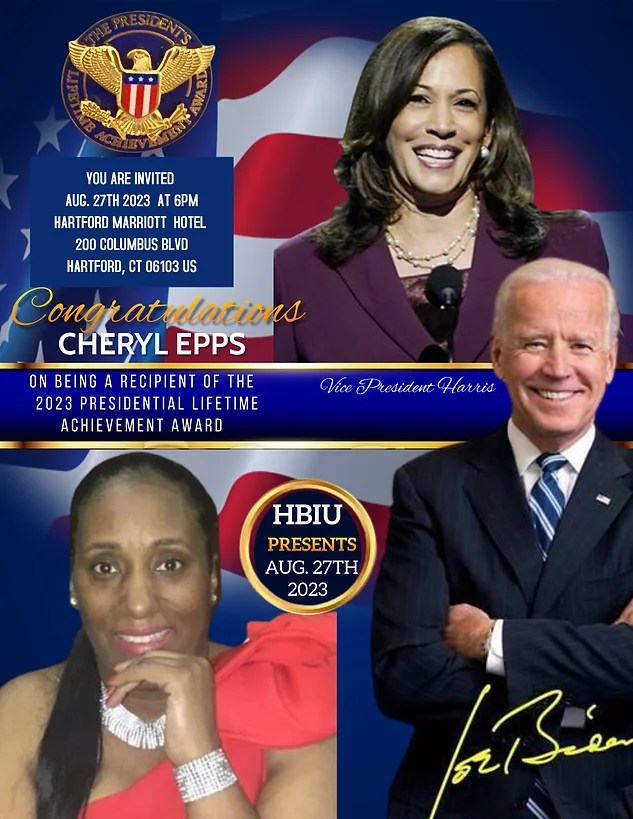 THE PRESIDENT'S
LIFETIME ACHIEVEMENT AWARD
YOU ARE INVITED
AUG. 27TH 2023 AT 6PM
HARTFORD MARRIOTT HOTEL
200 COLUMBUS BLVD
HARTFORD, CT 06103 US
Congratulations
CHERYL EPPS
ON BEING A RECIPIENT OF THE
2023 PRESIDENTIAL LIFETIME
ACHIEVEMENT AWARD
Vice President Harris
HBIU
PRESENTS
AUG. 27TH
2023
Joe Biden